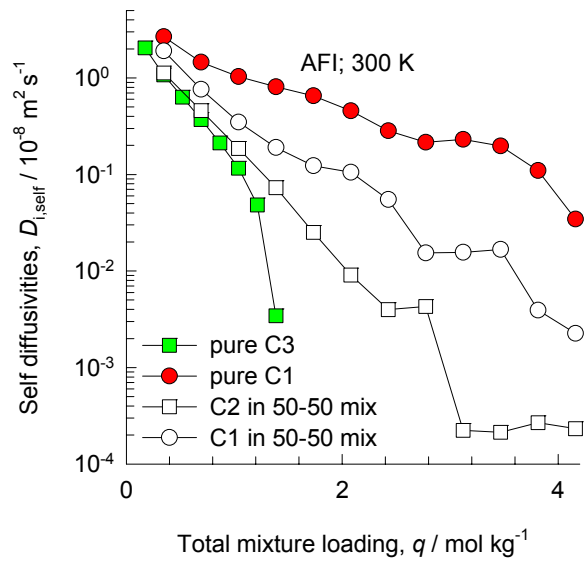 AFI; 300 K
Self diffusivities, D_{i,self} / 10^{-8} m^{2} s^{-1}
10^{0}
10^{-1}
10^{-2}
10^{-3}
10^{-4}
pure C3
pure C1
C2 in 50-50 mix
C1 in 50-50 mix
0 2 4
Total mixture loading, q / mol kg^{-1}